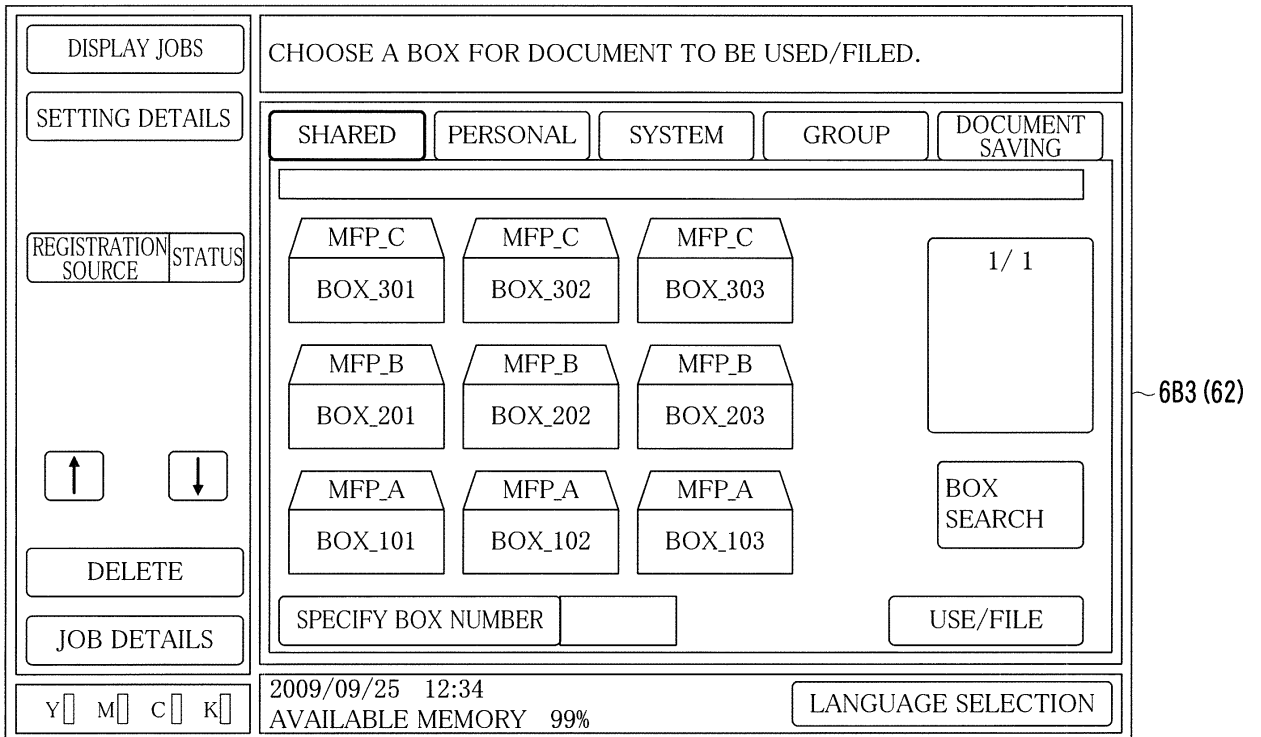 DISPLAY JOBS
SETTING DETAILS
REGISTRATION
SOURCE
STATUS
DELETE
JOB DETAILS
Y M C K
CHOOSE A BOX FOR DOCUMENT TO BE USED/FILED.
SHARED PERSONAL SYSTEM GROUP DOCUMENT
SAVING
MFP_C MFP_C MFP_C
BOX_301 BOX_302 BOX_303
MFP_B MFP_B MFP_B
BOX_201 BOX_202 BOX_203
MFP_A MFP_A MFP_A
BOX_101 BOX_102 BOX_103
1/ 1
BOX
SEARCH
SPECIFY BOX NUMBER
USE/FILE
2009/09/25 12:34
AVAILABLE MEMORY 99%
LANGUAGE SELECTION
6B3 (62)